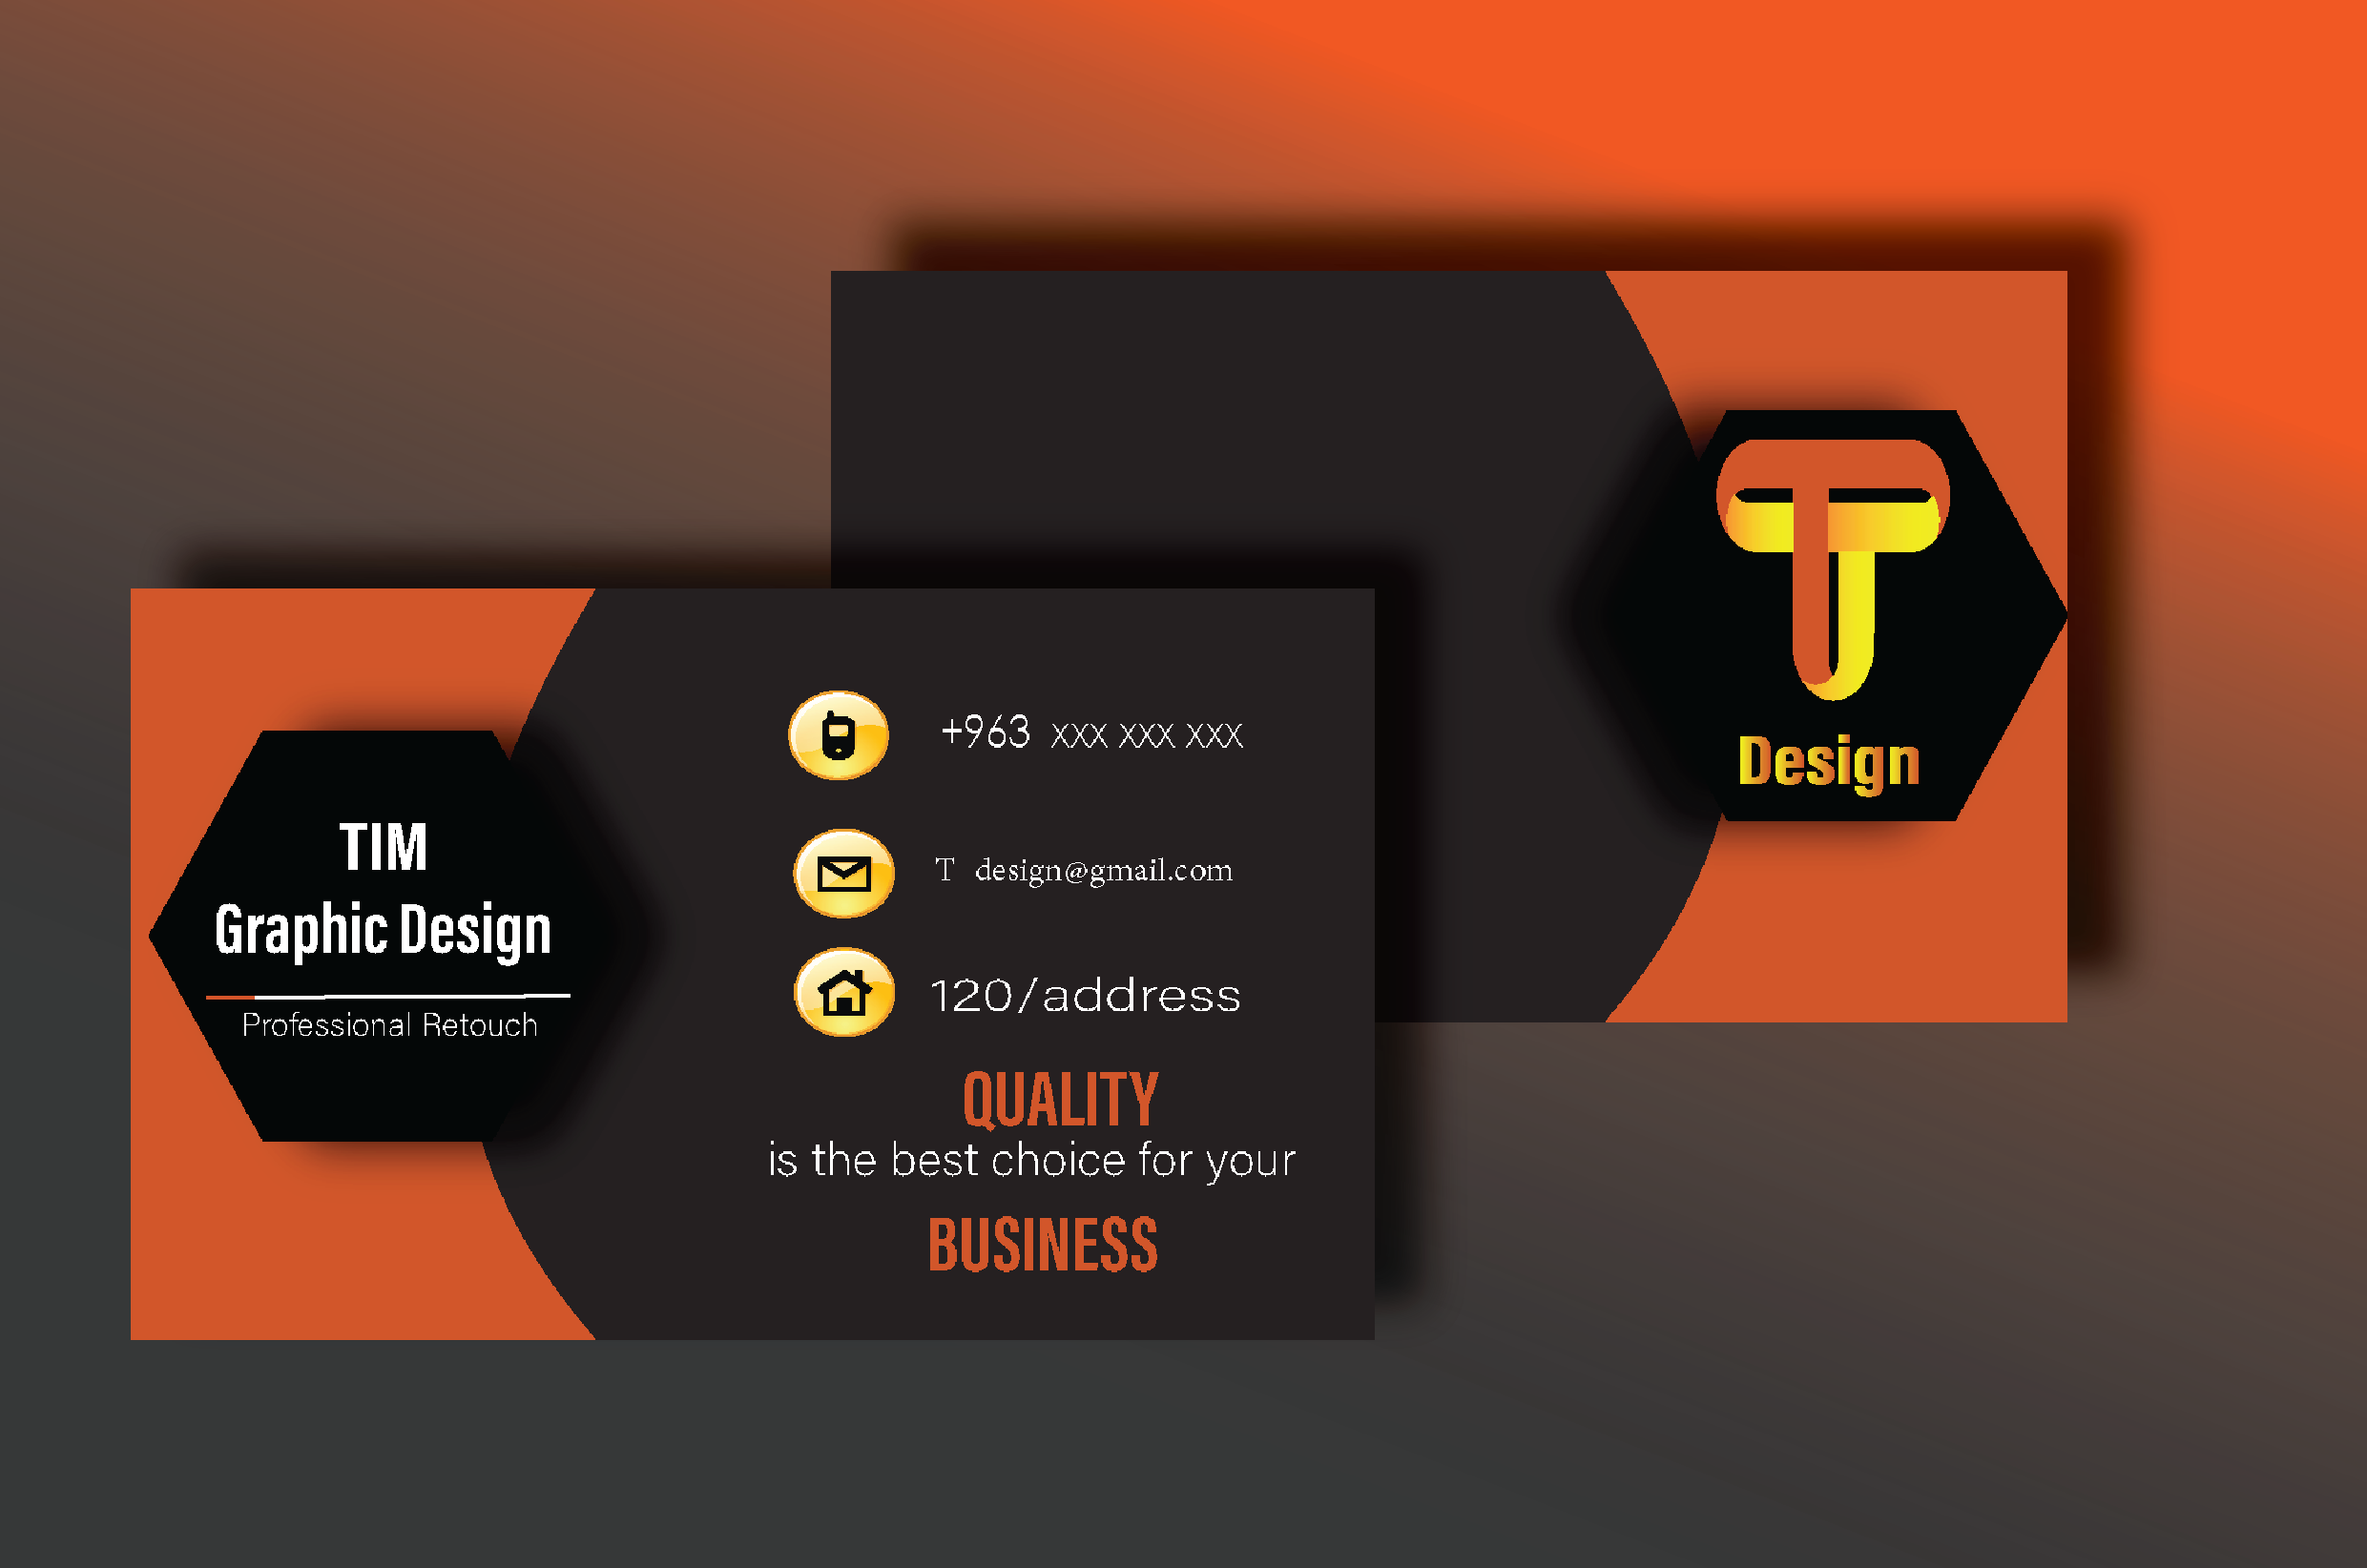 TIM
Graphic Design
Professional Retouch
+963 xxx xxx xxx
T design@gmail.com
120/address
QUALITY
is the best choice for your
BUSINESS
T
Design